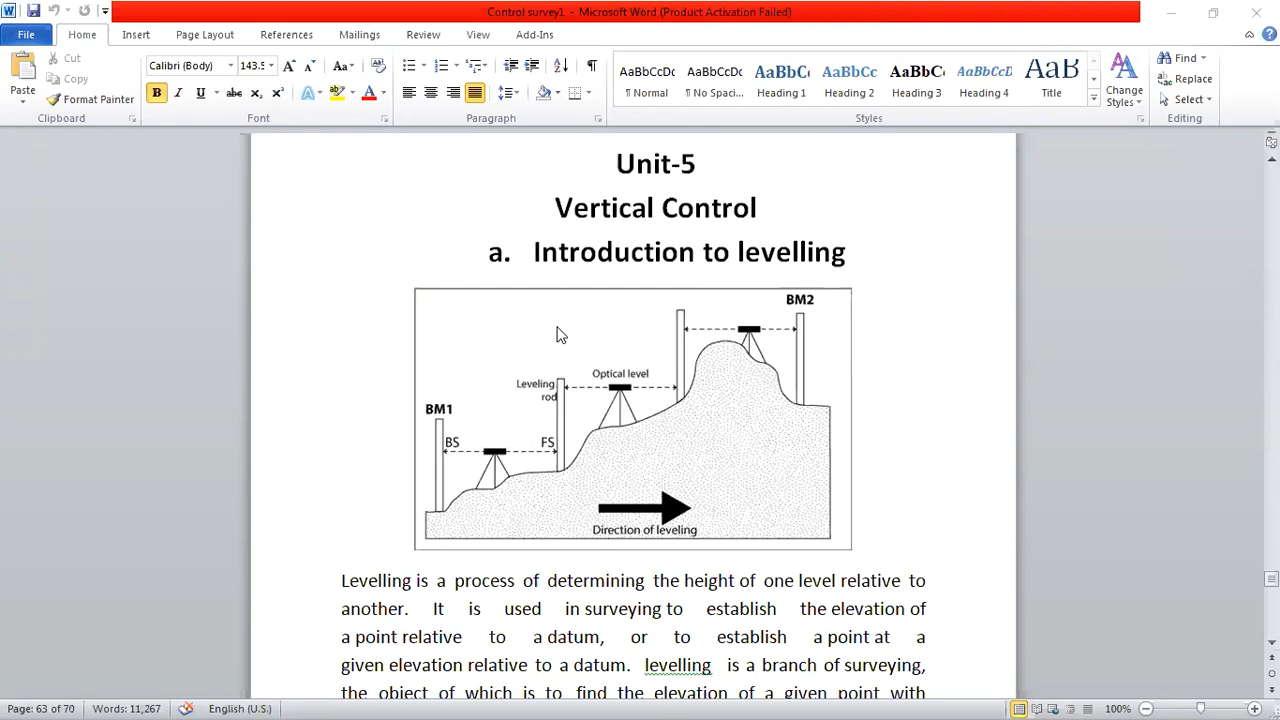 Control survey1 - Microsoft Word (Product Activation Failed)
File Home Insert Page Layout References Mailings Review View Add-Ins
Paste Cut Copy Format Painter
Calibri (Body) 143.5
Clipboard Font Paragraph Styles Editing
AaBbCcDc AaBbCcDc AaBbC AaBbCc AaBbC AaBbCcD AaB
¶ Normal ¶ No Spaci... Heading 1 Heading 2 Heading 3 Heading 4 Title
Change Styles
Find
Replace
Select
Unit-5
Vertical Control
a. Introduction to levelling
BM2
Optical level
Leveling rod
BM1
BS FS
Direction of leveling
Levelling is a process of determining the height of one level relative to
another. It is used in surveying to establish the elevation of
a point relative to a datum, or to establish a point at a
given elevation relative to a datum. levelling is a branch of surveying,
the object of which is to find the elevation of a given point with
Page: 63 of 70 Words: 11,267 English (U.S.) 100%